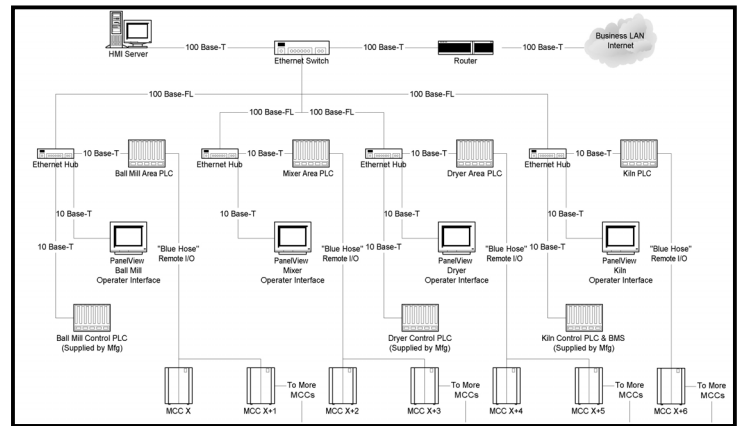 HMI Server
100 Base-T
Ethernet Switch
100 Base-T
Router
100 Base-T
Business LAN
Internet
100 Base-FL
100 Base-FL
100 Base-FL
100 Base-FL
Ethernet Hub
10 Base-T
Ball Mill Area PLC
Ethernet Hub
10 Base-T
Mixer Area PLC
Ethernet Hub
10 Base-T
Dryer Area PLC
Ethernet Hub
10 Base-T
Kiln PLC
10 Base-T
10 Base-T
PanelView
Ball Mill
Operater Interface
"Blue Hose"
Remote I/O
10 Base-T
PanelView
Mixer
Operater Interface
"Blue Hose"
Remote I/O
10 Base-T
10 Base-T
PanelView
Dryer
Operater Interface
"Blue Hose"
Remote I/O
10 Base-T
10 Base-T
PanelView
Kiln
Operater Interface
"Blue Hose"
Remote I/O
Ball Mill Control PLC
(Supplied by Mfg)
Dryer Control PLC
(Supplied by Mfg)
Kiln Control PLC & BMS
(Supplied by Mfg)
MCC X
MCC X+1
To More
MCCs
MCC X+2
MCC X+3
To More
MCCs
MCC X+4
MCC X+5
To More
MCCs
MCC X+6
To More
MCCs